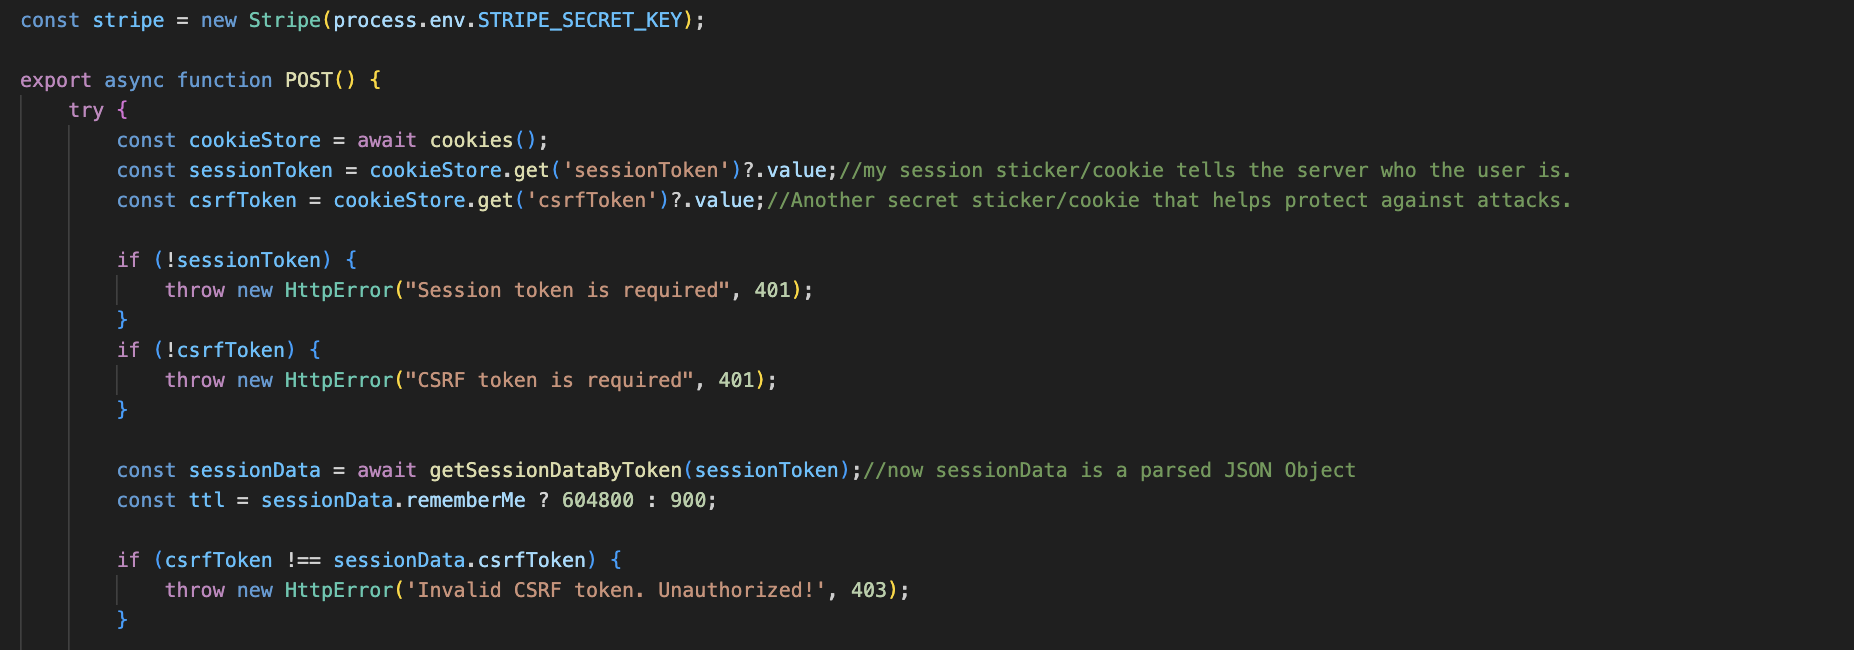 const stripe = new Stripe(process.env.STRIPE_SECRET_KEY);
export async function POST() {
try {
const cookieStore = await cookies();
const sessionToken = cookieStore.get('sessionToken')?.value;//my session sticker/cookie tells the server who the user is.
const csrfToken = cookieStore.get('csrfToken')?.value;//Another secret sticker/cookie that helps protect against attacks.
if (!sessionToken) {
throw new HttpError("Session token is required", 401);
}
if (!csrfToken) {
throw new HttpError("CSRF token is required", 401);
}
const sessionData = await getSessionDataByToken(sessionToken);//now sessionData is a parsed JSON Object
const ttl = sessionData.rememberMe ? 604800 : 900;
if (csrfToken !== sessionData.csrfToken) {
throw new HttpError('Invalid CSRF token. Unauthorized!', 403);
}